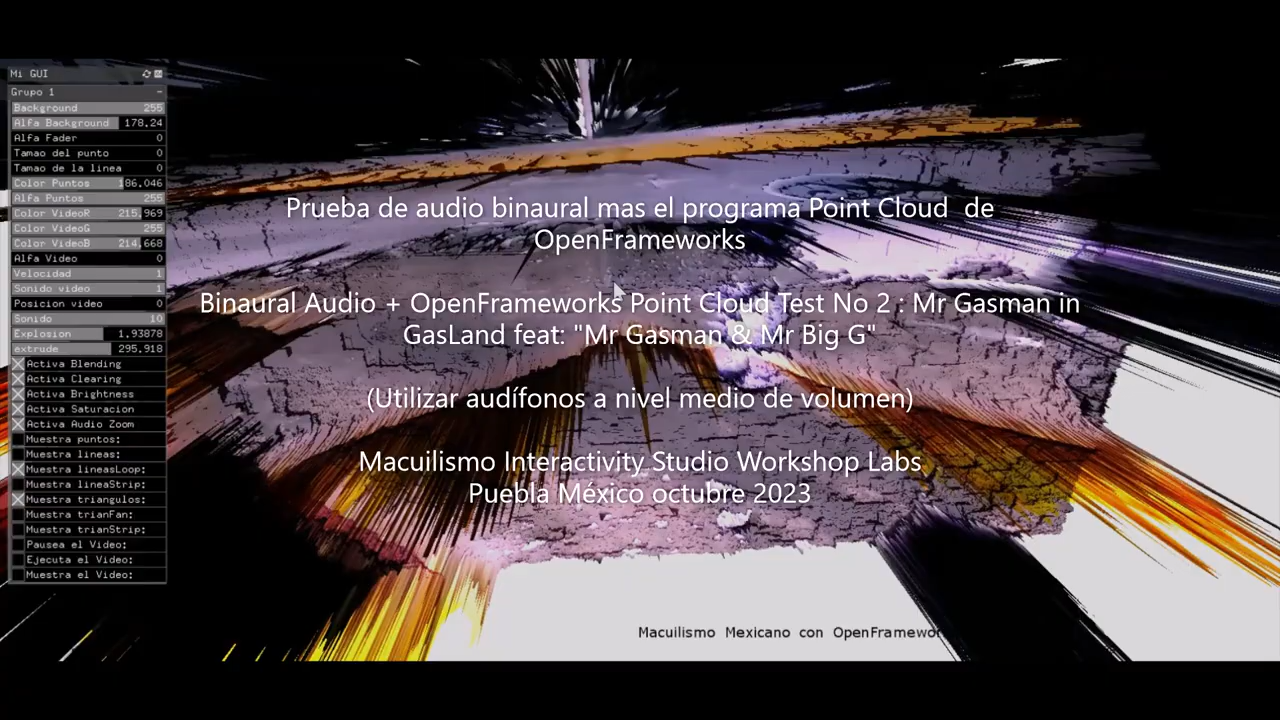 Mi GUI
Grupo 1
Background 255
Alfa Background 178.24
Alfa Fader 0
Tamao del punto 0
Tamao de la linea 0
Color Puntos 186.046
Alfa Puntos 255
Color VideoR 215.969
Color VideoG 255
Color VideoB 214.668
Alfa Video 0
Velocidad 1
Sonido video 1
Posicion video 0
Sonido 10
Explosion 1.93878
extrude 295.918
Activa Blending
Activa Clearing
Activa Brightness
Activa Saturacion
Activa Audio Zoom
Muestra puntos:
Muestra lineas:
Muestra lineasLoop:
Muestra lineaStrip:
Muestra triangulos:
Muestra trianFan:
Muestra trianStrip:
Pausea el Video:
Ejecuta el Video:
Muestra el Video:
Prueba de audio binaural mas el programa Point Cloud de
OpenFrameworks
Binaural Audio + OpenFrameworks Point Cloud Test No 2 : Mr Gasman in
GasLand feat: "Mr Gasman & Mr Big G"
(Utilizar audífonos a nivel medio de volumen)
Macuilismo Interactivity Studio Workshop Labs
Puebla México octubre 2023
Macuilismo Mexicano con OpenFramewor